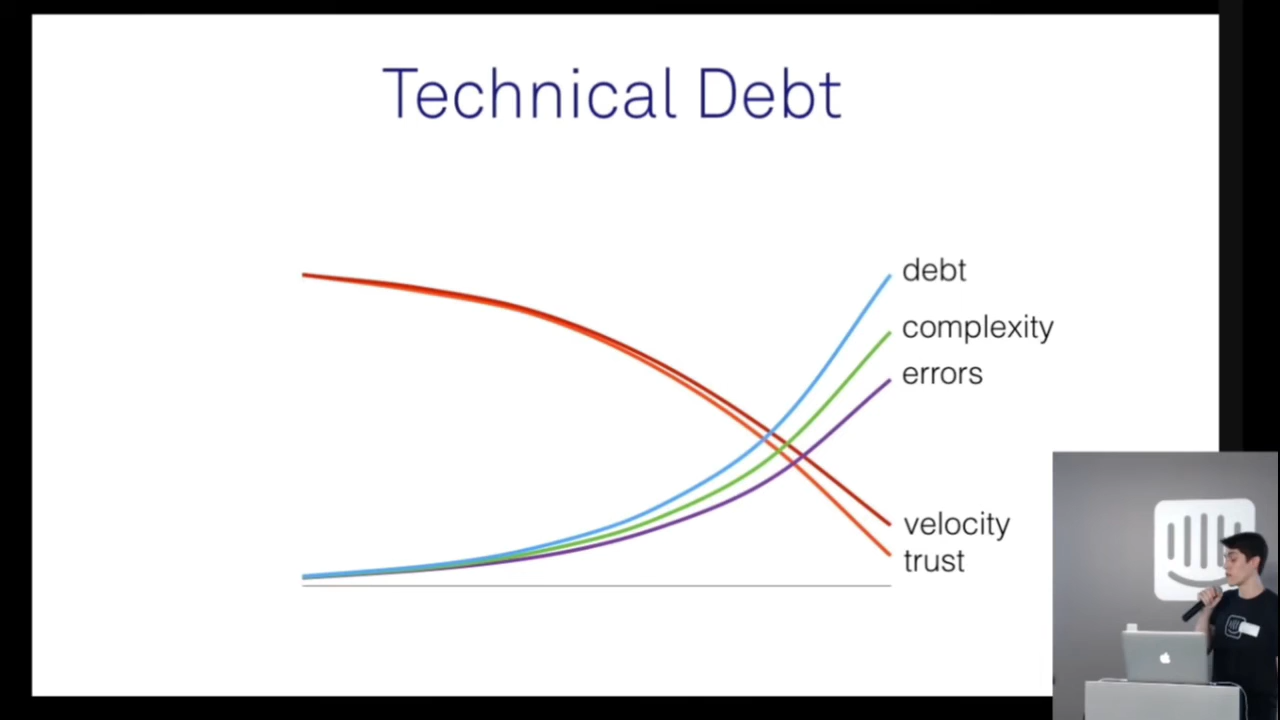 Technical Debt
debt
complexity
errors
velocity
trust